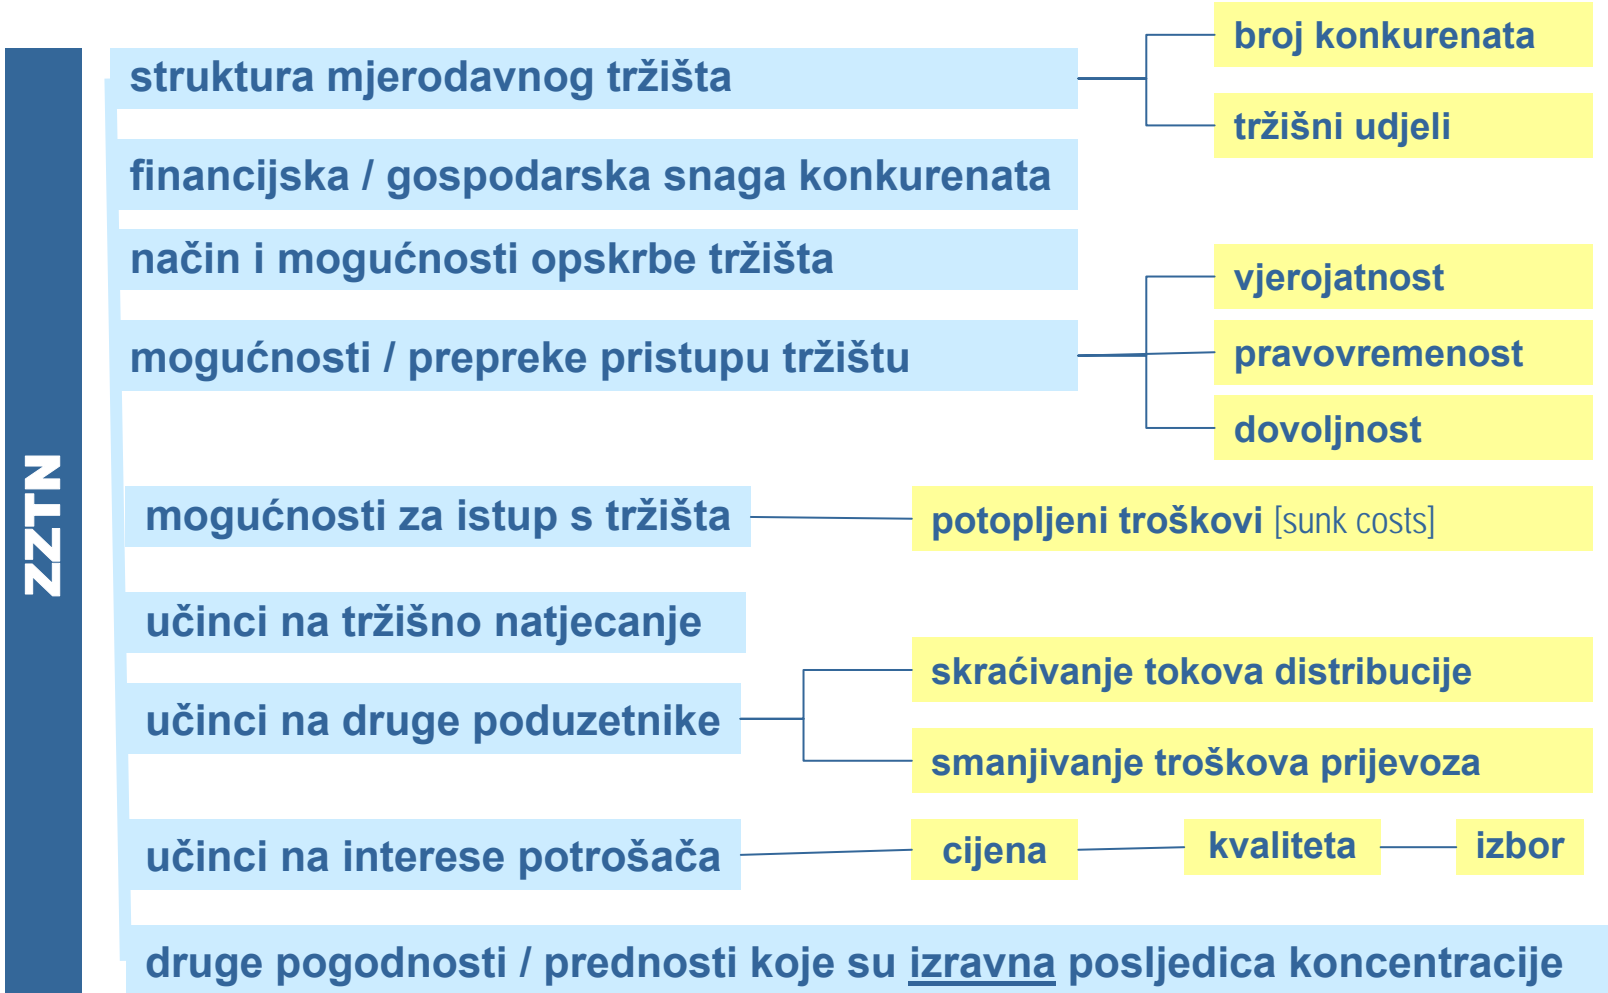 ZZTN
struktura mjerodavnog tržišta
broj konkurenata
tržišni udjeli
financijska / gospodarska snaga konkurenata
način i mogućnosti opskrbe tržišta
mogućnosti / prepreke pristupu tržištu
vjerojatnost
pravovremenost
dovoljnost
mogućnosti za istup s tržišta
potopljeni troškovi [sunk costs]
učinci na tržišno natjecanje
učinci na druge poduzetnike
skraćivanje tokova distribucije
smanjivanje troškova prijevoza
učinci na interese potrošača
cijena
kvaliteta
izbor
druge pogodnosti / prednosti koje su izravna posljedica koncentracije